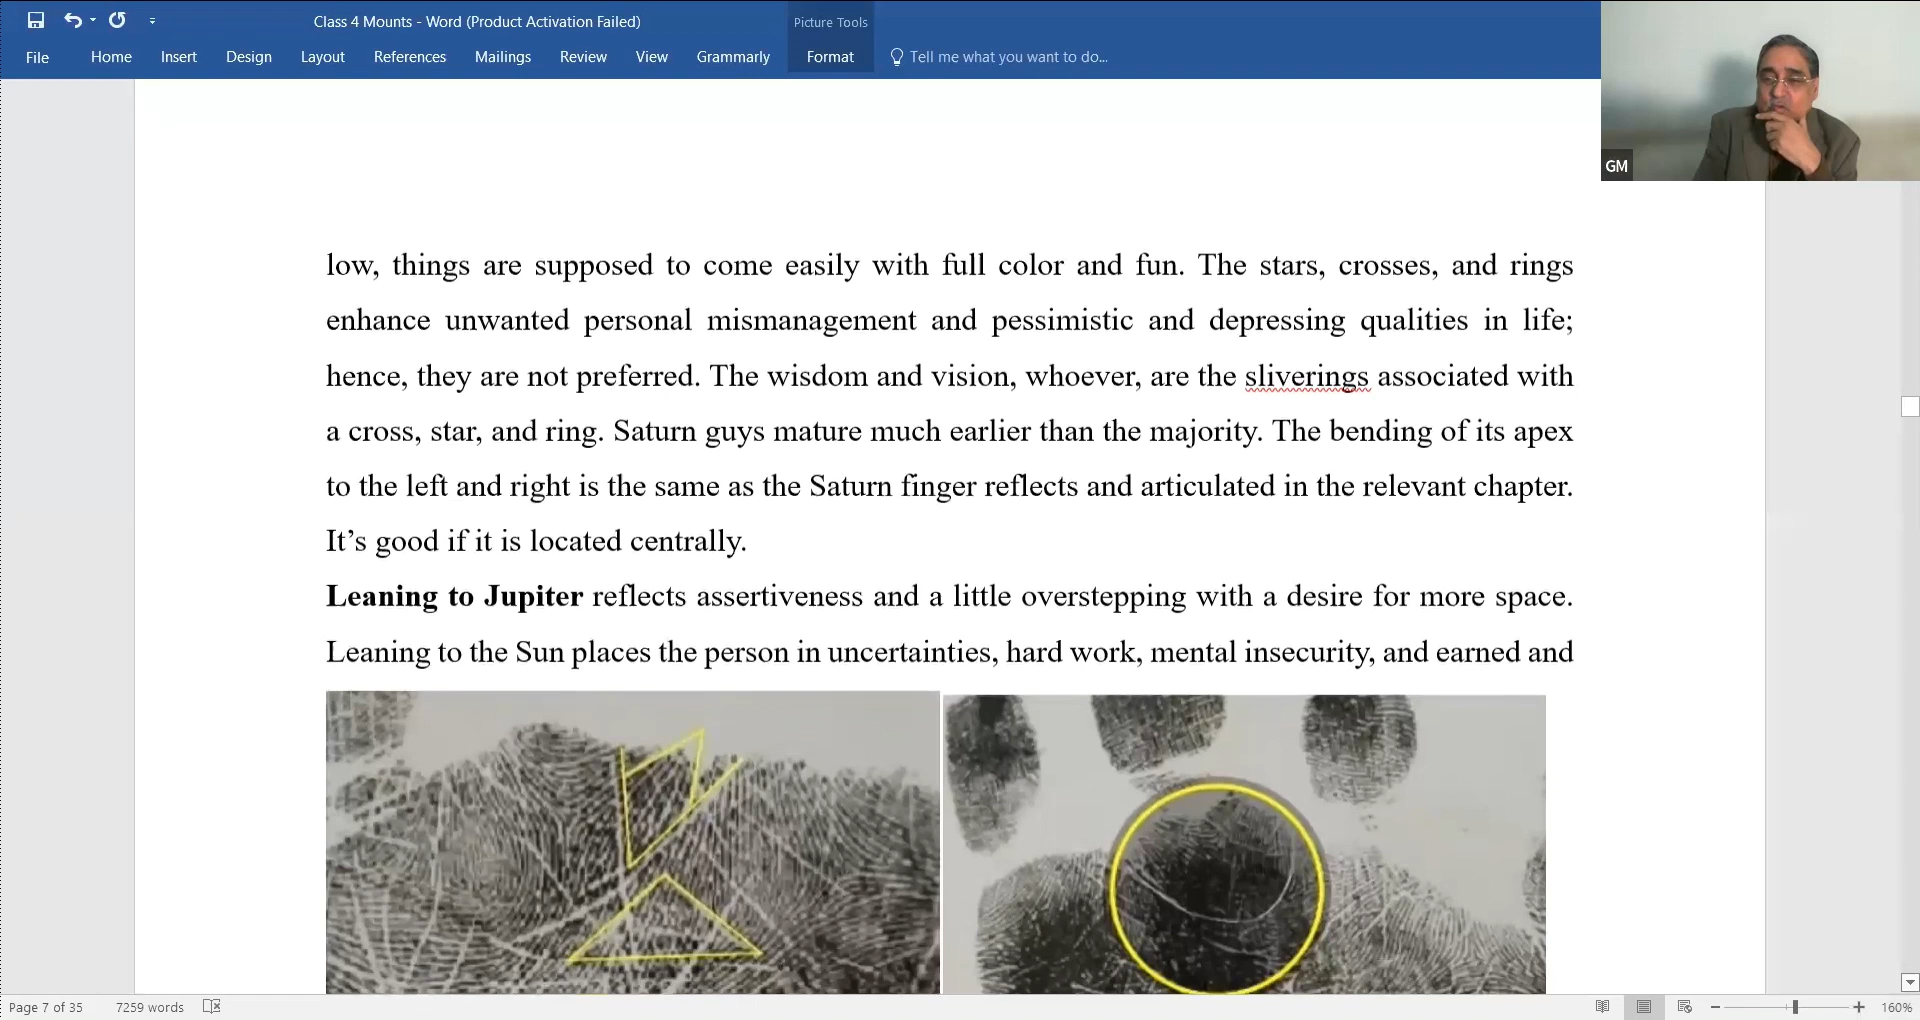 Class 4 Mounts - Word (Product Activation Failed)
Picture Tools
File Home Insert Design Layout References Mailings Review View Grammarly Format Tell me what you want to do...
GM
low, things are supposed to come easily with full color and fun. The stars, crosses, and rings
enhance unwanted personal mismanagement and pessimistic and depressing qualities in life;
hence, they are not preferred. The wisdom and vision, whoever, are the sliverings associated with
a cross, star, and ring. Saturn guys mature much earlier than the majority. The bending of its apex
to the left and right is the same as the Saturn finger reflects and articulated in the relevant chapter.
It’s good if it is located centrally.
Leaning to Jupiter reflects assertiveness and a little overstepping with a desire for more space.
Leaning to the Sun places the person in uncertainties, hard work, mental insecurity, and earned and
Page 7 of 35 7259 words 160%